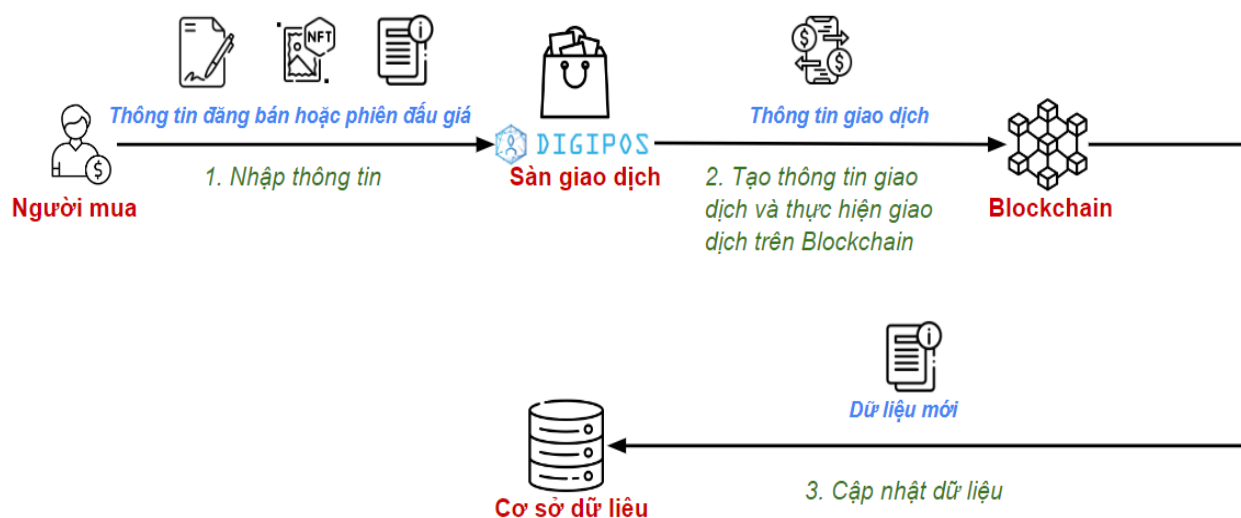 NFT
Thông tin đăng bán hoặc phiên đấu giá
Thông tin giao dịch
DIGIPOS
1. Nhập thông tin
Sàn giao dịch
2. Tạo thông tin giao
dịch và thực hiện giao
dịch trên Blockchain
Người mua
Blockchain
Dữ liệu mới
3. Cập nhật dữ liệu
Cơ sở dữ liêu